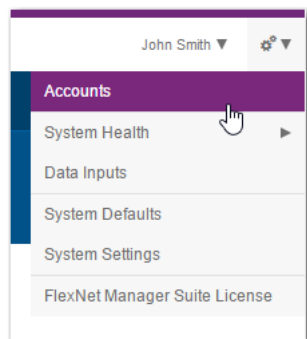 John Smith ▼ ▼
Accounts
System Health ▶
Data Inputs
System Defaults
System Settings
FlexNet Manager Suite License